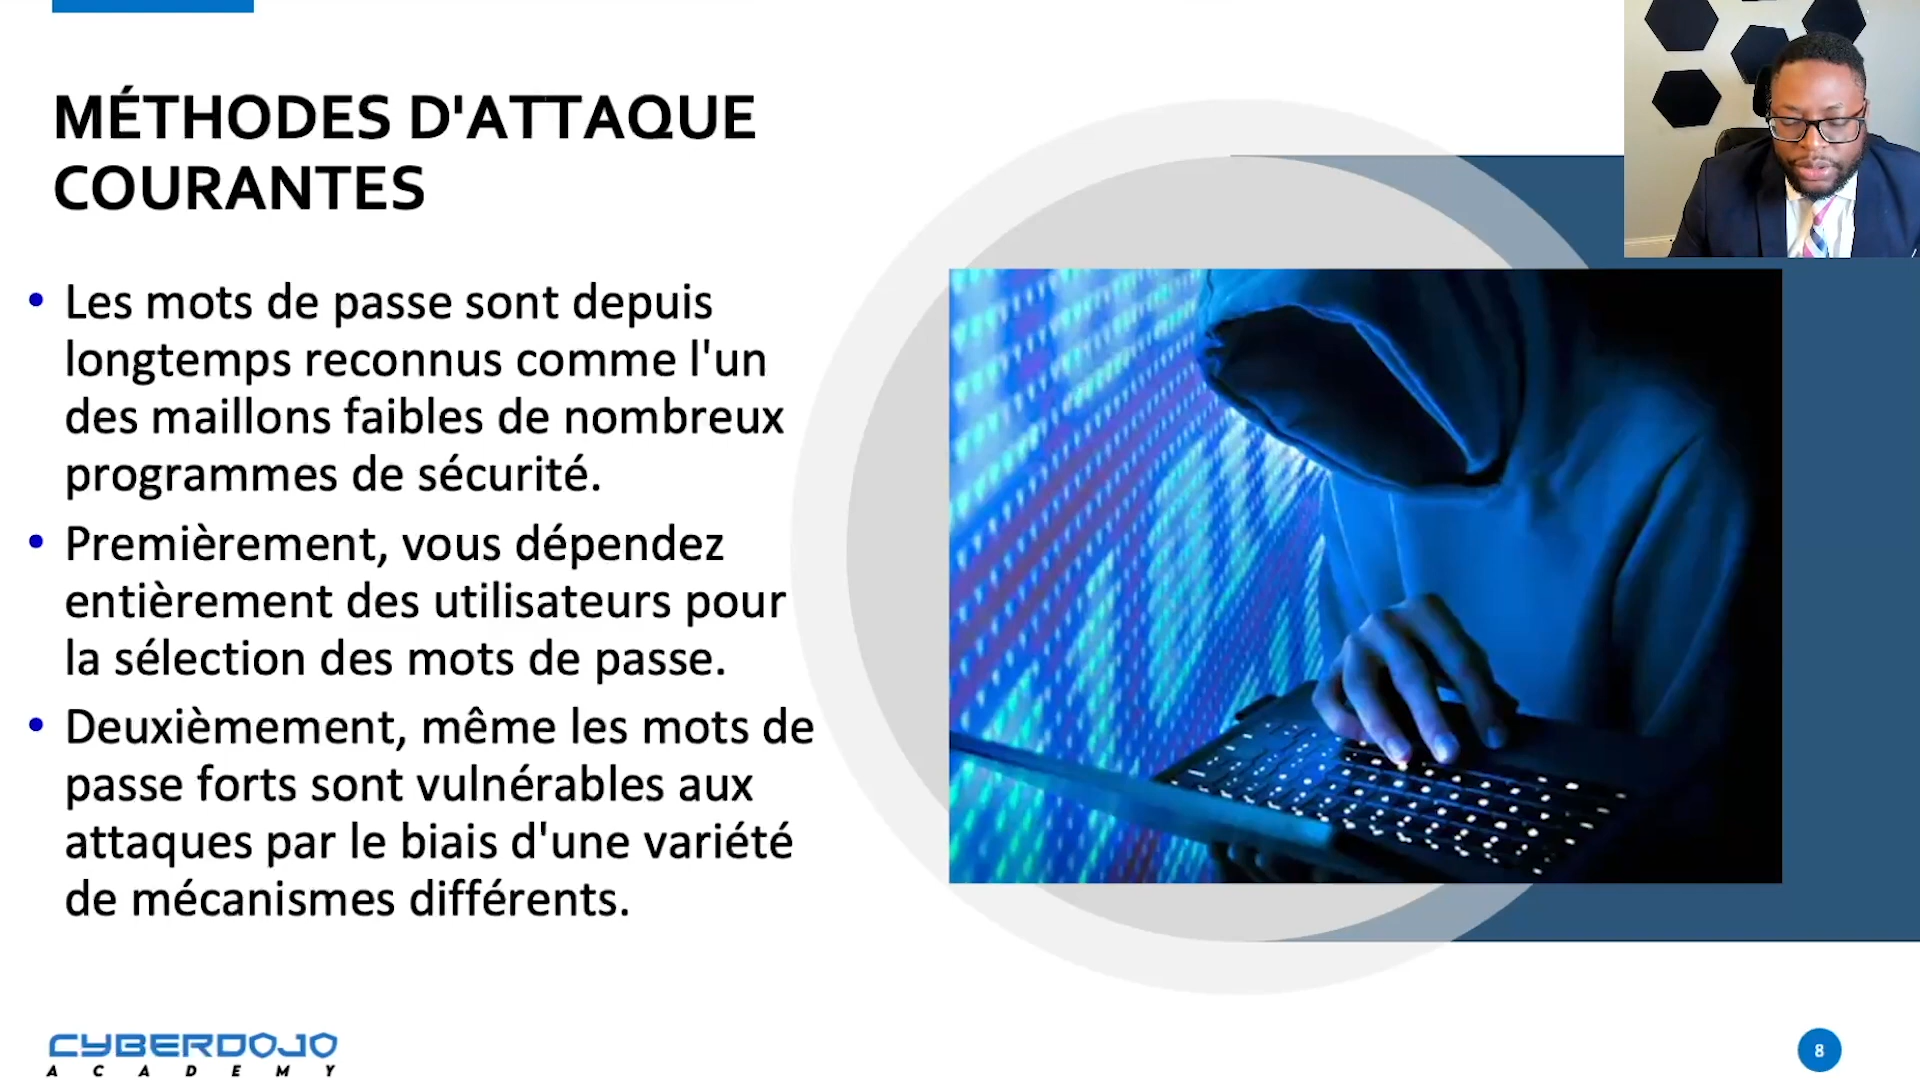 MÉTHODES D'ATTAQUE
COURANTES
• Les mots de passe sont depuis
longtemps reconnus comme l'un
des maillons faibles de nombreux
programmes de sécurité.
• Premièrement, vous dépendez
entièrement des utilisateurs pour
la sélection des mots de passe.
• Deuxièmement, même les mots de
passe forts sont vulnérables aux
attaques par le biais d'une variété
de mécanismes différents.
CYBERDOJO
ACADEMY
8